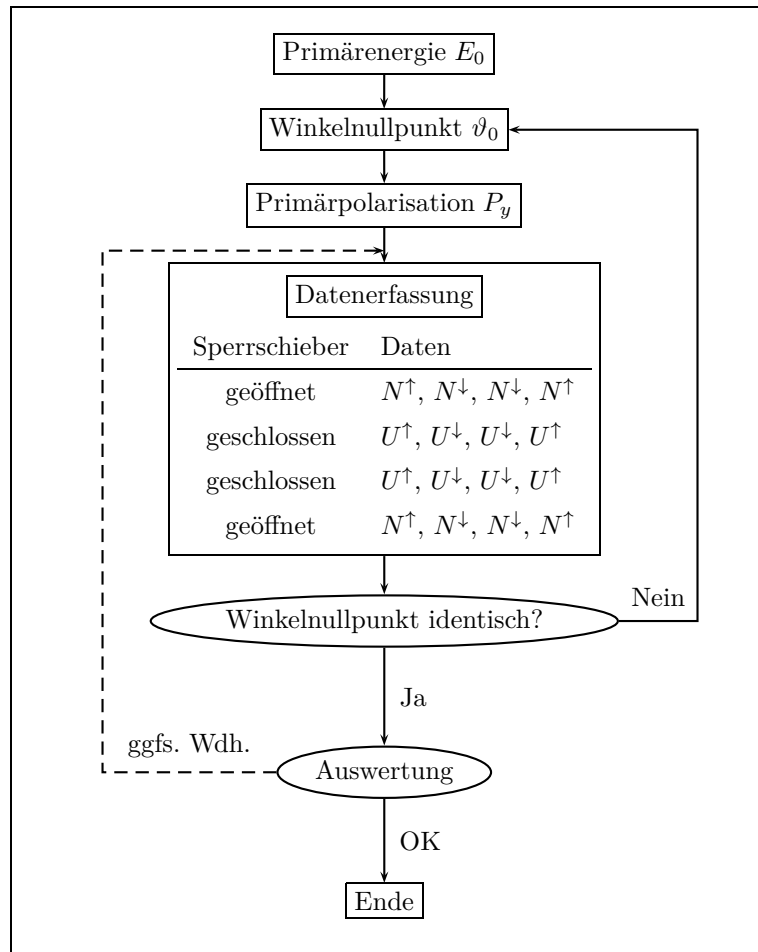 Primärenergie E₀
Winkelnullpunkt ϑ₀
Primärpolarisation Pᵧ
Datenerfassung
Sperrschieber Daten
geöffnet N↑, N↓, N↓, N↑
geschlossen U↑, U↓, U↓, U↑
geschlossen U↑, U↓, U↓, U↑
geöffnet N↑, N↓, N↓, N↑
Nein
Winkelnullpunkt identisch?
Ja
ggfs. Wdh.
Auswertung
OK
Ende